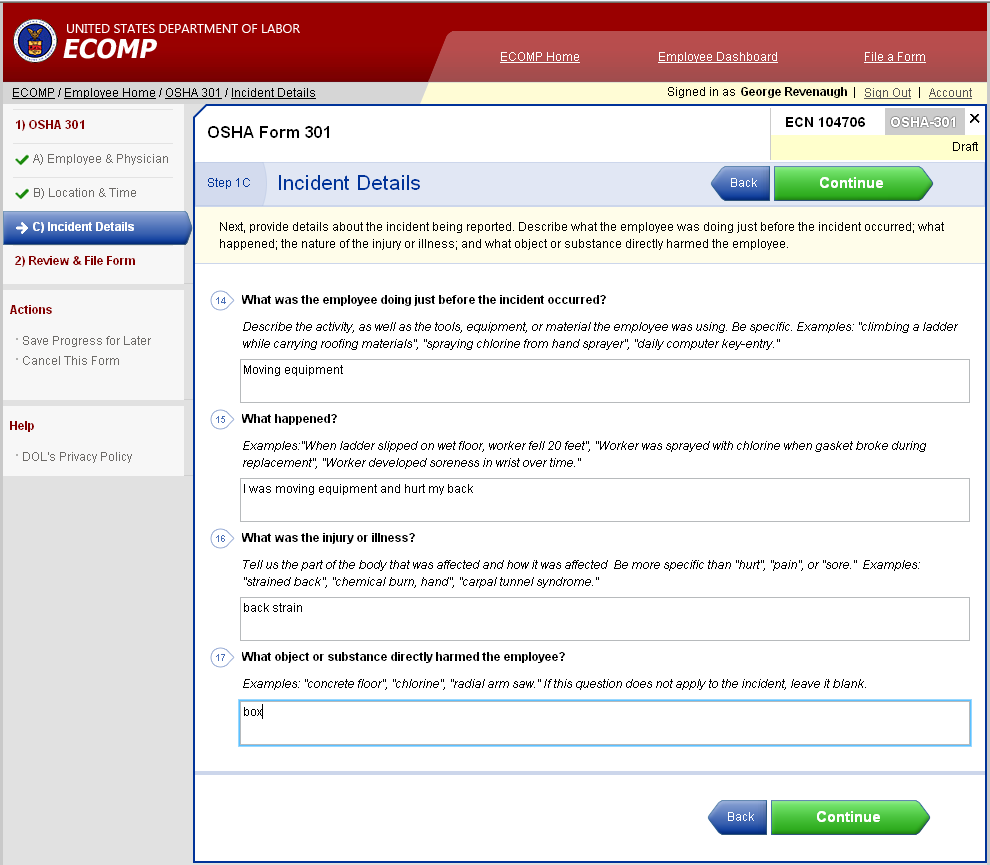 UNITED STATES DEPARTMENT OF LABOR
ECOMP
ECOMP Home
Employee Dashboard
File a Form
ECOMP / Employee Home / OSHA 301 / Incident Details
Signed in as George Revenaugh | Sign Out | Account
1) OSHA 301
A) Employee & Physician
B) Location & Time
C) Incident Details
2) Review & File Form
Actions
Save Progress for Later
Cancel This Form
Help
DOL's Privacy Policy
OSHA Form 301
ECN 104706
OSHA-301
Draft
Step 1C
Incident Details
Back
Continue
Next, provide details about the incident being reported. Describe what the employee was doing just before the incident occurred; what
happened; the nature of the injury or illness; and what object or substance directly harmed the employee.
14 What was the employee doing just before the incident occurred?
Describe the activity, as well as the tools, equipment, or material the employee was using. Be specific. Examples: "climbing a ladder
while carrying roofing materials", "spraying chlorine from hand sprayer", "daily computer key-entry."
Moving equipment
15 What happened?
Examples:"When ladder slipped on wet floor, worker fell 20 feet", "Worker was sprayed with chlorine when gasket broke during
replacement", "Worker developed soreness in wrist over time."
I was moving equipment and hurt my back
16 What was the injury or illness?
Tell us the part of the body that was affected and how it was affected Be more specific than "hurt", "pain", or "sore." Examples:
"strained back", "chemical burn, hand", "carpal tunnel syndrome."
back strain
17 What object or substance directly harmed the employee?
Examples: "concrete floor", "chlorine", "radial arm saw." If this question does not apply to the incident, leave it blank.
box
Back
Continue